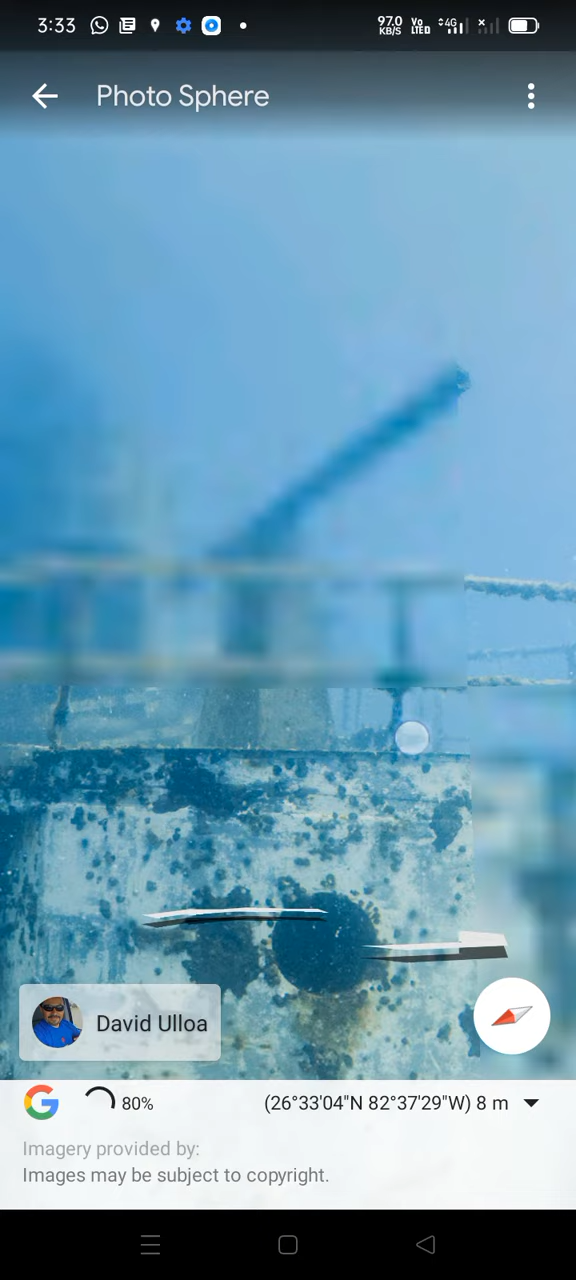 3:33 97.0 KB/S Vo LTED 4G
Photo Sphere
David Ulloa
80% (26°33'04"N 82°37'29"W) 8 m
Imagery provided by:
Images may be subject to copyright.